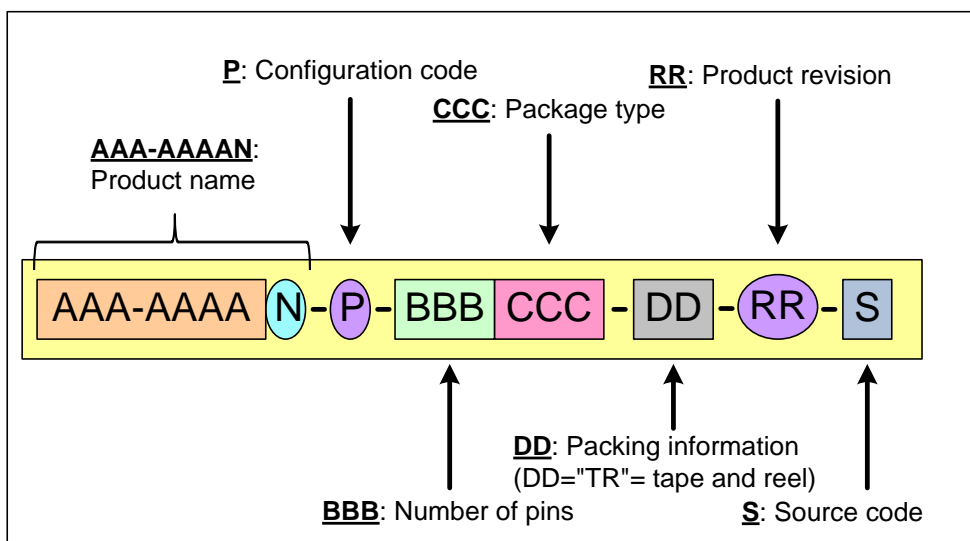 P: Configuration code
RR: Product revision
CCC: Package type
AAA-AAAAN:
Product name
AAA-AAAA N - P - BBB CCC - DD - RR - S
DD: Packing information
(DD="TR"= tape and reel)
BBB: Number of pins
S: Source code